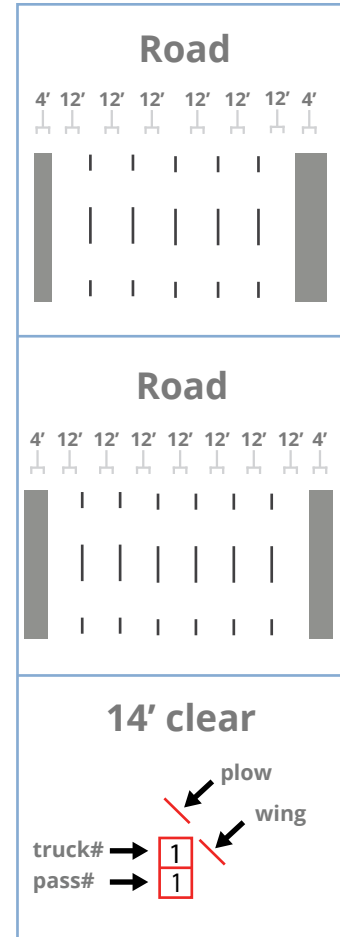 Road
4’ 12’ 12’ 12’ 12’ 12’ 12’ 4’
Road
4’ 12’ 12’ 12’ 12’ 12’ 12’ 12’ 4’
14’ clear
plow
wing
truck# 1
pass# 1